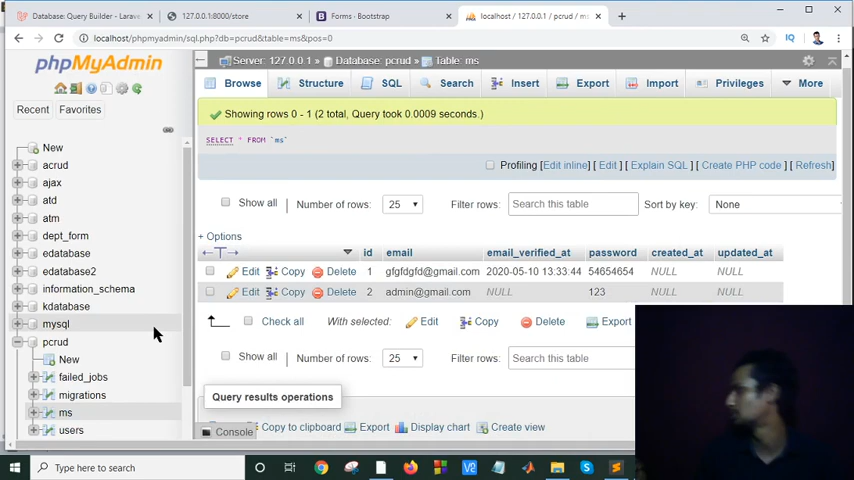 Database: Query Builder - Larave
127.0.0.1:8000/store
Forms · Bootstrap
localhost / 127.0.0.1 / pcrud / ms
localhost/phpmyadmin/sql.php?db=pcrud&table=ms&pos=0
IQ
phpMyAdmin
Server: 127.0.0.1 » Database: pcrud » Table: ms
Browse Structure SQL Search Insert Export Import Privileges More
Recent Favorites
Showing rows 0 - 1 (2 total, Query took 0.0009 seconds.)
SELECT * FROM `ms`
Profiling [Edit inline] [ Edit ] [ Explain SQL ] [ Create PHP code ] [ Refresh]
New
acrud
ajax
atd
atm
dept_form
edatabase
edatabase2
information_schema
kdatabase
mysql
pcrud
New
failed_jobs
migrations
ms
users
Show all Number of rows: 25 Filter rows: Search this table Sort by key: None
+ Options
id email email_verified_at password created_at updated_at
Edit Copy Delete 1 gfgfdgfd@gmail.com 2020-05-10 13:33:44 54654654 NULL NULL
Edit Copy Delete 2 admin@gmail.com NULL 123 NULL NULL
Check all With selected: Edit Copy Delete Export
Show all Number of rows: 25 Filter rows: Search this table
Query results operations
Copy to clipboard Export Display chart Create view
Console
Type here to search